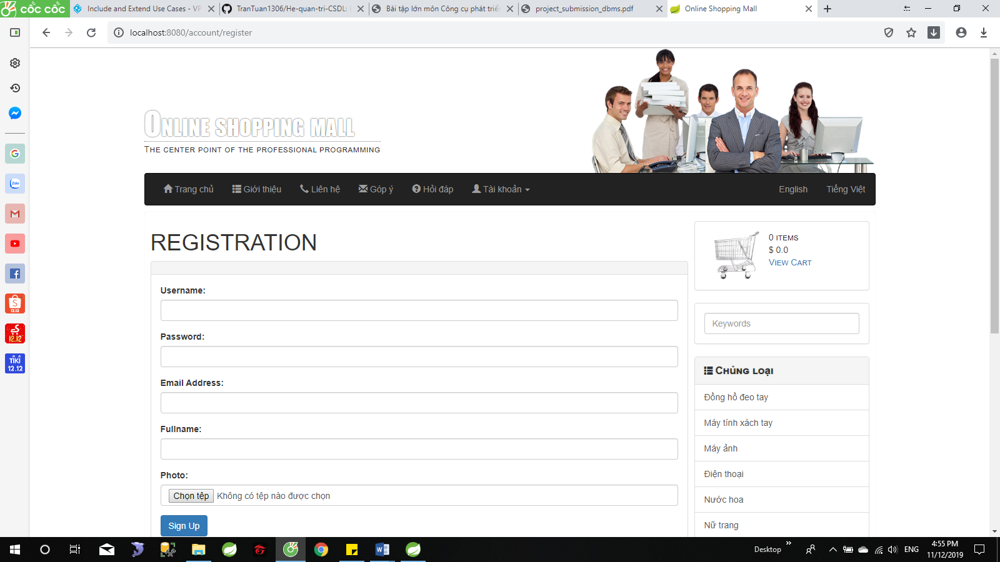 cốc cốc
Include and Extend Use Cases - VP
TranTuan1306/He-quan-tri-CSDL:
Bài tập lớn môn Công cụ phát triển
project_submission_dbms.pdf
Online Shopping Mall
localhost:8080/account/register
Online shopping mall
The center point of the professional programming
Trang chủ
Giới thiệu
Liên hệ
Góp ý
Hỏi đáp
Tài khoản
English
Tiếng Việt
REGISTRATION
Username:
Password:
Email Address:
Fullname:
Photo:
Chọn tệp Không có tệp nào được chọn
Sign Up
0 items
$ 0.0
View Cart
Keywords
Chủng loại
Đồng hồ đeo tay
Máy tính xách tay
Máy ảnh
Điện thoại
Nước hoa
Nữ trang
Zalo
12.12
12.12
TIKI
12.12
Desktop
ENG
4:55 PM
11/12/2019